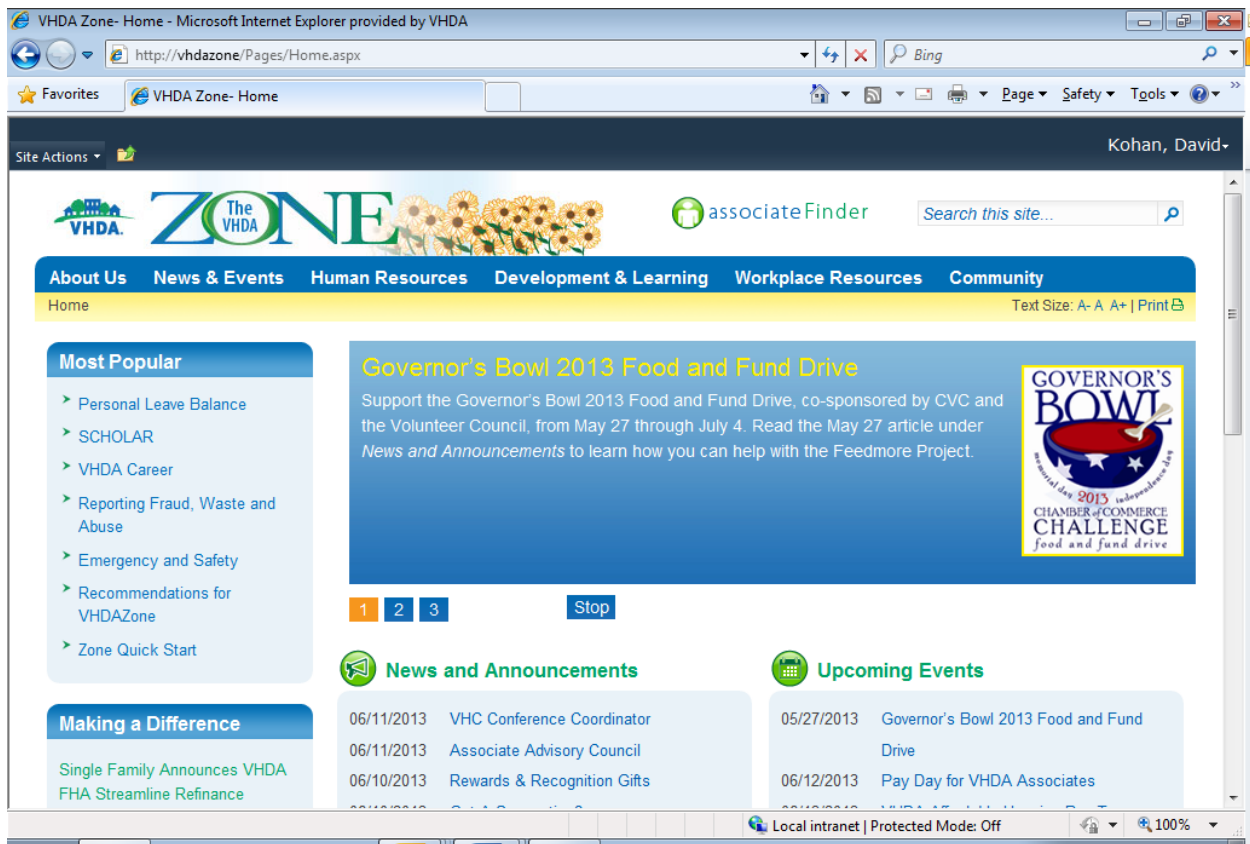 VHDA Zone- Home - Microsoft Internet Explorer provided by VHDA
http://vhdazone/Pages/Home.aspx
Bing
Favorites
VHDA Zone- Home
Page
Safety
Tools
Kohan, David
Site Actions
VHDA.
The VHDA ZONE
associateFinder
Search this site...
About Us News & Events Human Resources Development & Learning Workplace Resources Community
Home
Text Size: A- A A+ | Print
Most Popular
Personal Leave Balance
SCHOLAR
VHDA Career
Reporting Fraud, Waste and
Abuse
Emergency and Safety
Recommendations for
VHDAZone
Zone Quick Start
Making a Difference
Single Family Announces VHDA
FHA Streamline Refinance
Governor's Bowl 2013 Food and Fund Drive
Support the Governor's Bowl 2013 Food and Fund Drive, co-sponsored by CVC and
the Volunteer Council, from May 27 through July 4. Read the May 27 article under
News and Announcements to learn how you can help with the Feedmore Project.
GOVERNOR'S
BOWL
memorial day 2013 independence day
CHAMBER of COMMERCE
CHALLENGE
food and fund drive
1 2 3
Stop
News and Announcements
06/11/2013 VHC Conference Coordinator
06/11/2013 Associate Advisory Council
06/10/2013 Rewards & Recognition Gifts
Upcoming Events
05/27/2013 Governor's Bowl 2013 Food and Fund
Drive
06/12/2013 Pay Day for VHDA Associates
Local intranet | Protected Mode: Off
100%